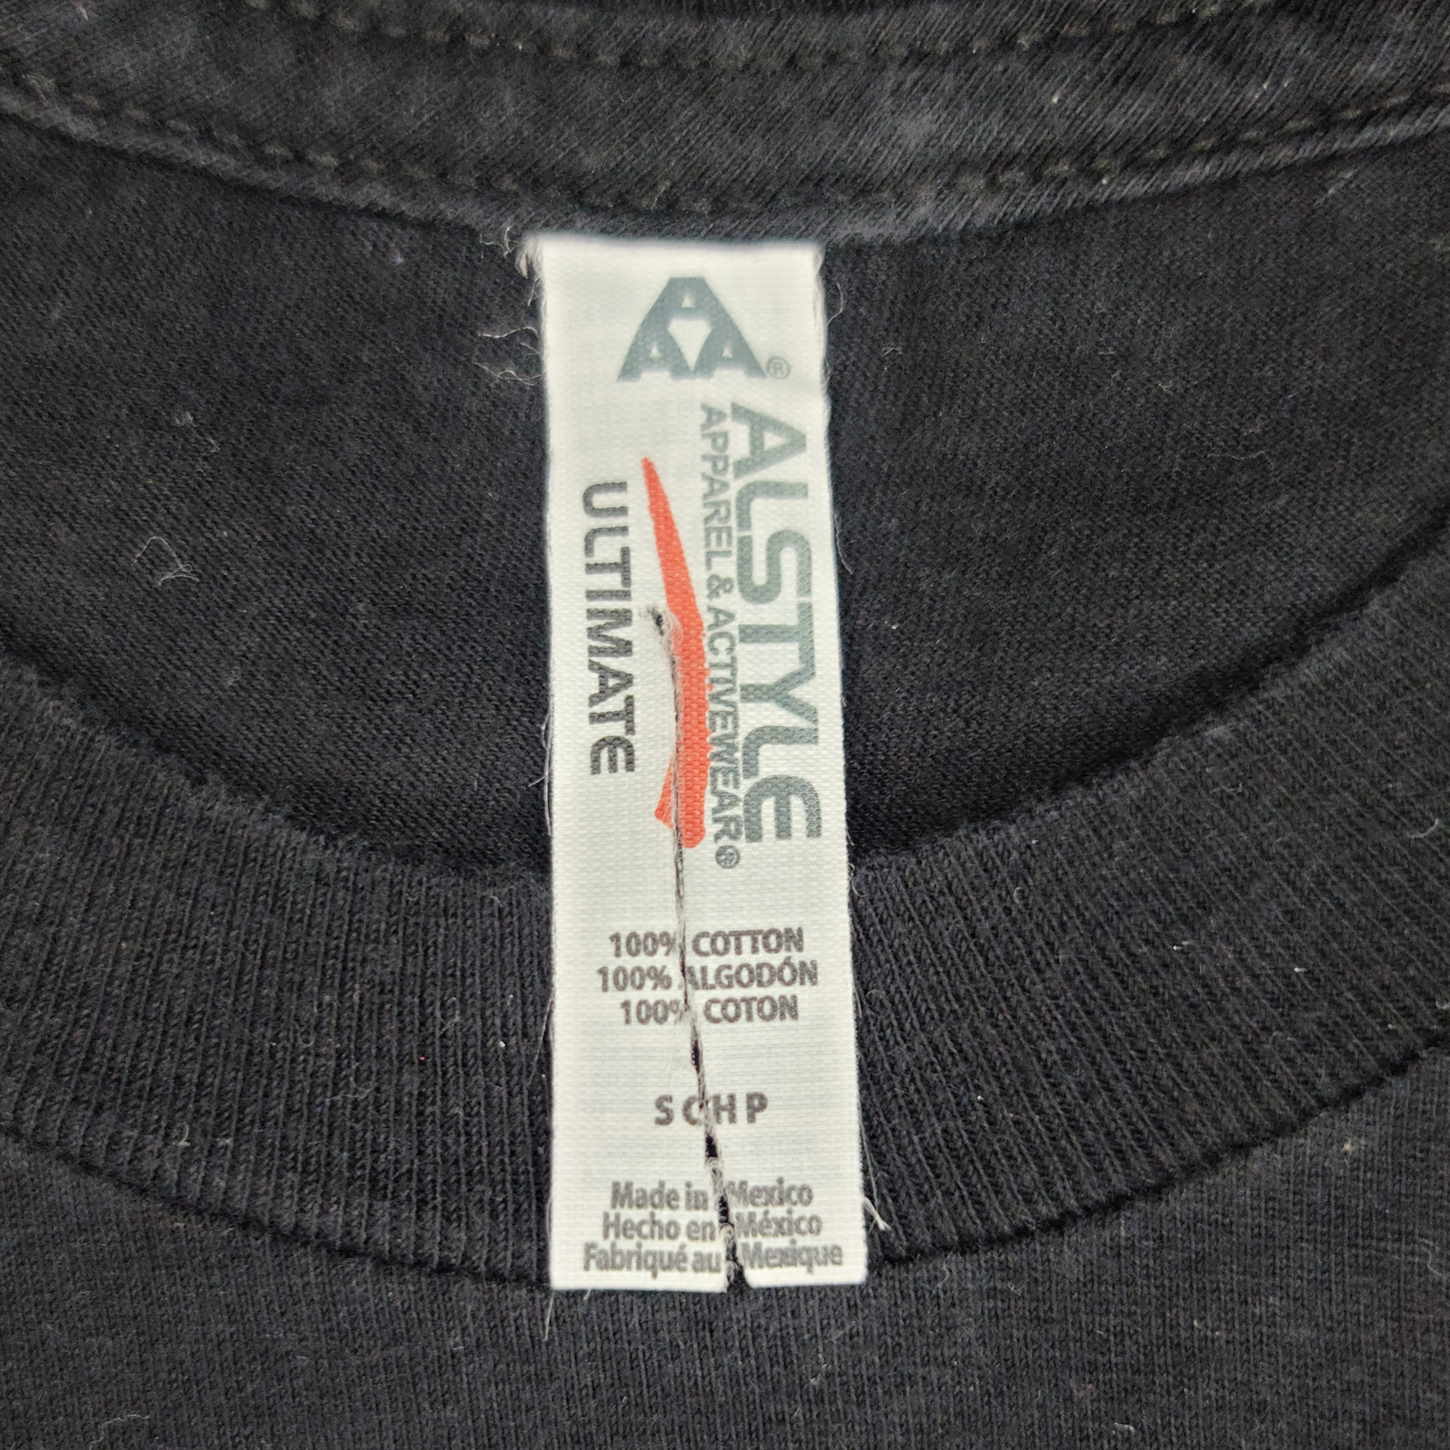 AAA®
ALSTYLE
APPAREL & ACTIVEWEAR®
ULTIMATE
100% COTTON
100% ALGODÓN
100% COTON
S CH P
Made in Mexico
Hecho en México
Fabriqué au Mexique